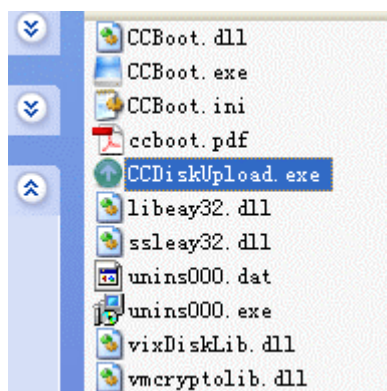 CCBoot.dll
CCBoot.exe
CCBoot.ini
ccboot.pdf
CCDiskUpload.exe
libeay32.dll
ssleay32.dll
unins000.dat
unins000.exe
vixDiskLib.dll
vmcryptolib.dll